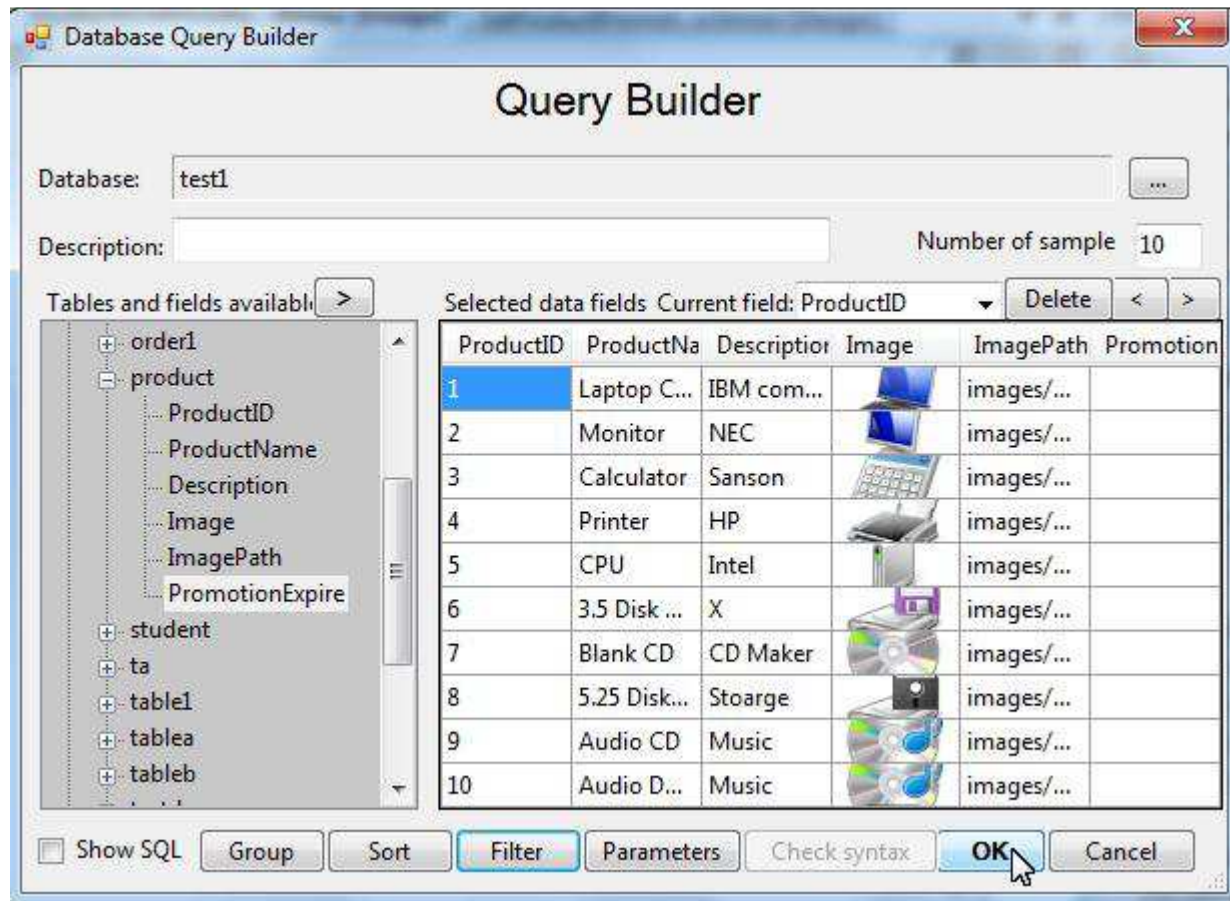 Database Query Builder
Query Builder
Database: test1 ...
Description: Number of sample 10
Tables and fields availabl > Selected data fields Current field: ProductID Delete < >
order1
product
ProductID
ProductName
Description
Image
ImagePath
PromotionExpire
student
ta
table1
tablea
tableb
ProductID ProductNa Description Image ImagePath Promotion
1 Laptop C... IBM com... images/...
2 Monitor NEC images/...
3 Calculator Sanson images/...
4 Printer HP images/...
5 CPU Intel images/...
6 3.5 Disk ... X images/...
7 Blank CD CD Maker images/...
8 5.25 Disk... Stoarge images/...
9 Audio CD Music images/...
10 Audio D... Music images/...
Show SQL Group Sort Filter Parameters Check syntax OK Cancel